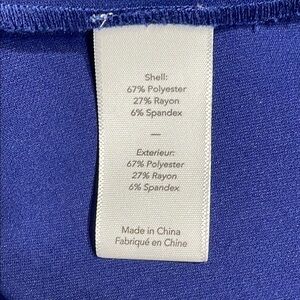 Shell:
67% Polyester
27% Rayon
6% Spandex
—
Exterieur:
67% Polyester
27% Rayon
6% Spandex
Made in China
Fabriqué en Chine